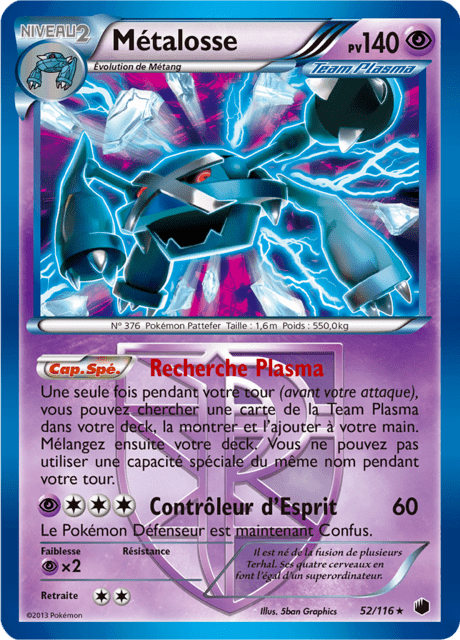 NIVEAU2
Métalosse
PV140
Évolution de Métang
Team Plasma
N° 376 Pokémon Pattefer Taille : 1,6m Poids : 550,0kg
Cap.Spé. Recherche Plasma
Une seule fois pendant votre tour (avant votre attaque),
vous pouvez chercher une carte de la Team Plasma
dans votre deck, la montrer et l'ajouter à votre main.
Mélangez ensuite votre deck. Vous ne pouvez pas
utiliser une capacité spéciale du même nom pendant
votre tour.
Contrôleur d'Esprit 60
Le Pokémon Défenseur est maintenant Confus.
Faiblesse Résistance
×2
Il est né de la fusion de plusieurs
Terhal. Ses quatre cerveaux en
font l'égal d'un superordinateur.
Retraite
©2013 Pokémon
Illus. 5ban Graphics 52/116 ★